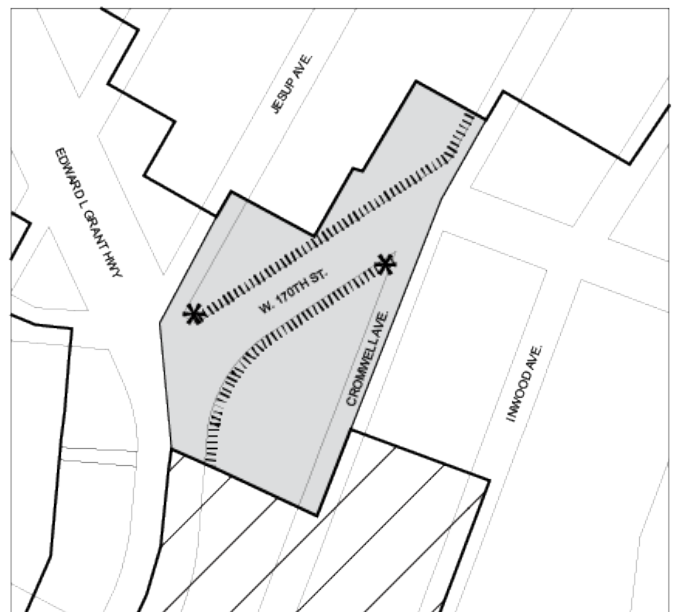 JESUP AVE.
EDWARD L GRANT HWY
W. 170TH ST.
CROMWELL AVE.
INWOOD AVE.